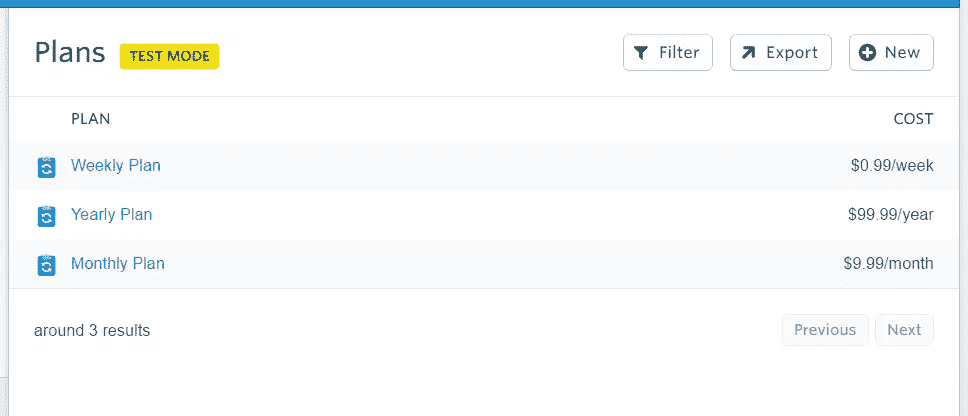 Plans TEST MODE Filter Export New
PLAN COST
Weekly Plan $0.99/week
Yearly Plan $99.99/year
Monthly Plan $9.99/month
around 3 results Previous Next